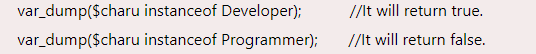 var_dump($charu instanceof Developer);          //It will return true.
var_dump($charu instanceof Programmer);      //It will return false.